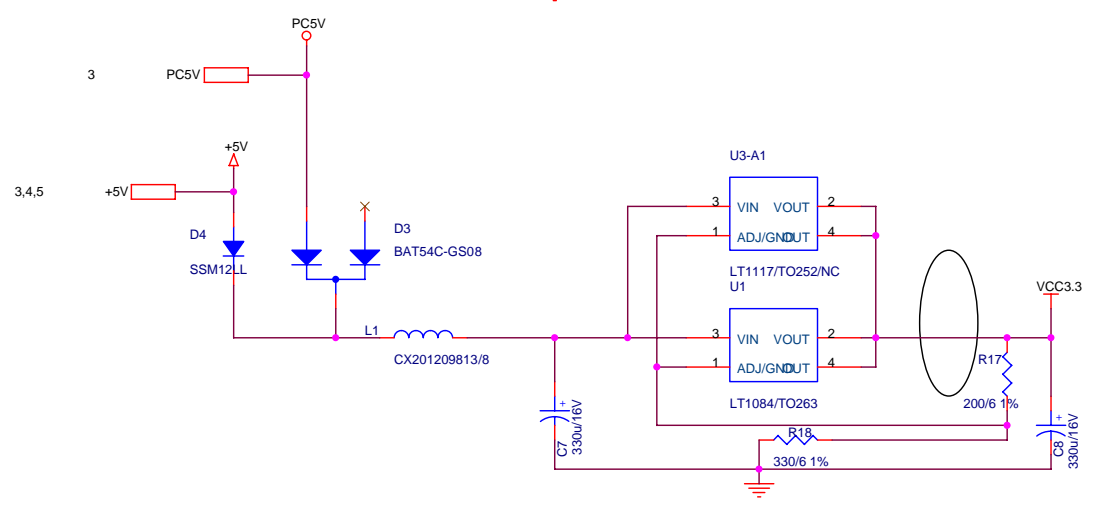 PC5V
3 PC5V
+5V
3,4,5 +5V
U3-A1
3 VIN VOUT 2
1 ADJ/GND OUT 4
LT1117/TO252/NC
D4
SSM12LL
D3
BAT54C-GS08
U1
3 VIN VOUT 2
1 ADJ/GND OUT 4
LT1084/TO263
L1
CX201209813/8
VCC3.3
R17
200/6 1%
C7
330u/16V
+
R18
330/6 1%
C8
330u/16V
+